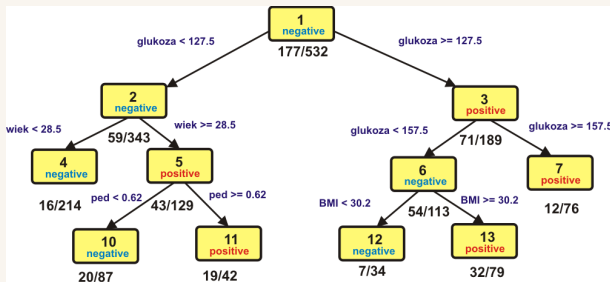 1
negative
177/532
glukoza < 127.5
glukoza >= 127.5
2
negative
59/343
3
positive
71/189
wiek < 28.5
wiek >= 28.5
glukoza < 157.5
glukoza >= 157.5
4
negative
16/214
5
positive
43/129
6
negative
54/113
7
positive
12/76
ped < 0.62
ped >= 0.62
BMI < 30.2
BMI >= 30.2
10
negative
20/87
11
positive
19/42
12
negative
7/34
13
positive
32/79